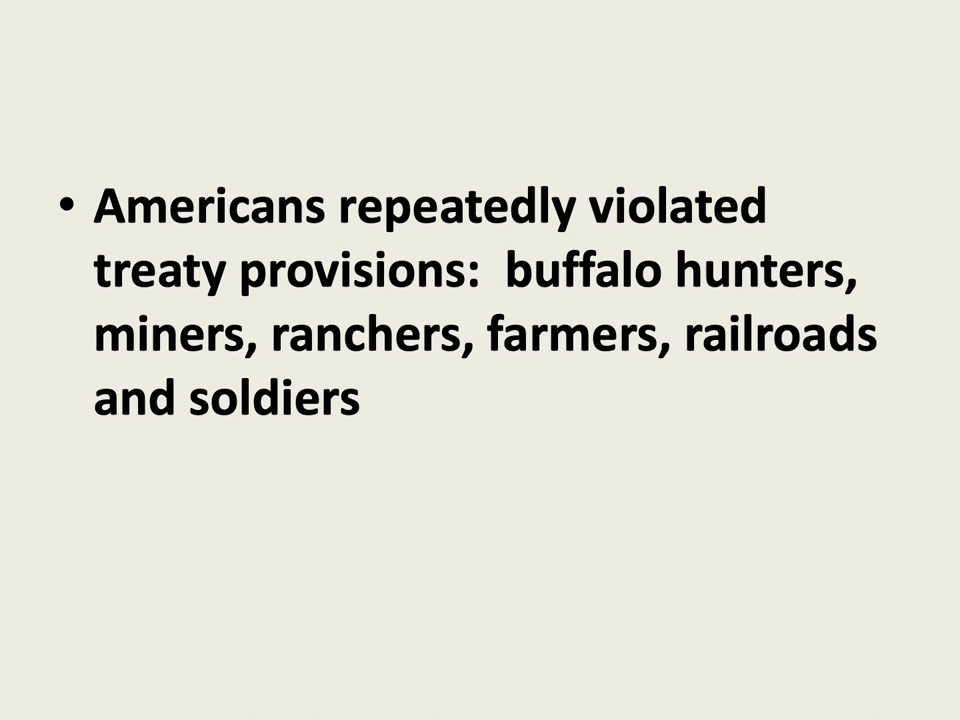 • Americans repeatedly violated
treaty provisions:  buffalo hunters,
miners, ranchers, farmers, railroads
and soldiers